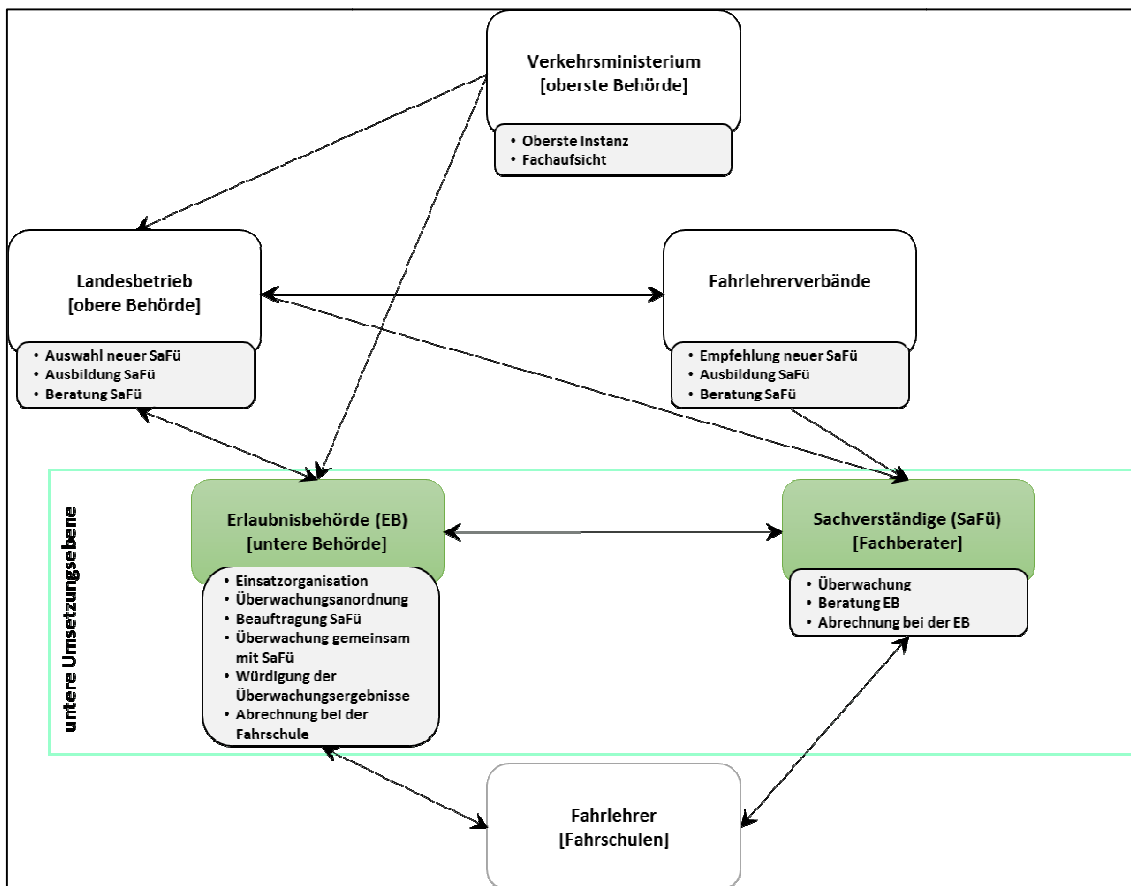 Verkehrsministerium
[oberste Behörde]
• Oberste Instanz
• Fachaufsicht
Landesbetrieb
[obere Behörde]
• Auswahl neuer SaFü
• Ausbildung SaFü
• Beratung SaFü
Fahrlehrerverbände
• Empfehlung neuer SaFü
• Ausbildung SaFü
• Beratung SaFü
untere Umsetzungsebene
Erlaubnisbehörde (EB)
[untere Behörde]
• Einsatzorganisation
• Überwachungsanordnung
• Beauftragung SaFü
• Überwachung gemeinsam
mit SaFü
• Würdigung der
Überwachungsergebnisse
• Abrechnung bei der
Fahrschule
Sachverständige (SaFü)
[Fachberater]
• Überwachung
• Beratung EB
• Abrechnung bei der EB
Fahrlehrer
[Fahrschulen]